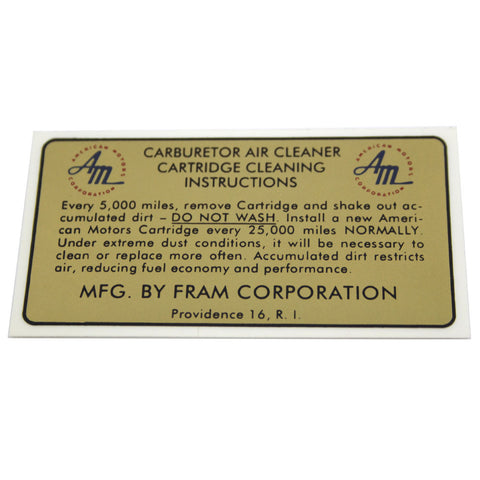 AMERICAN MOTORS
Am
CORPORATION
CARBURETOR AIR CLEANER
CARTRIDGE CLEANING
INSTRUCTIONS
AMERICAN MOTORS
Am
CORPORATION
Every 5,000 miles, remove Cartridge and shake out ac-
cumulated dirt – DO NOT WASH. Install a new Ameri-
can Motors Cartridge every 25,000 miles NORMALLY.
Under extreme dust conditions, it will be necessary to
clean or replace more often. Accumulated dirt restricts
air, reducing fuel economy and performance.
MFG. BY FRAM CORPORATION
Providence 16, R. I.